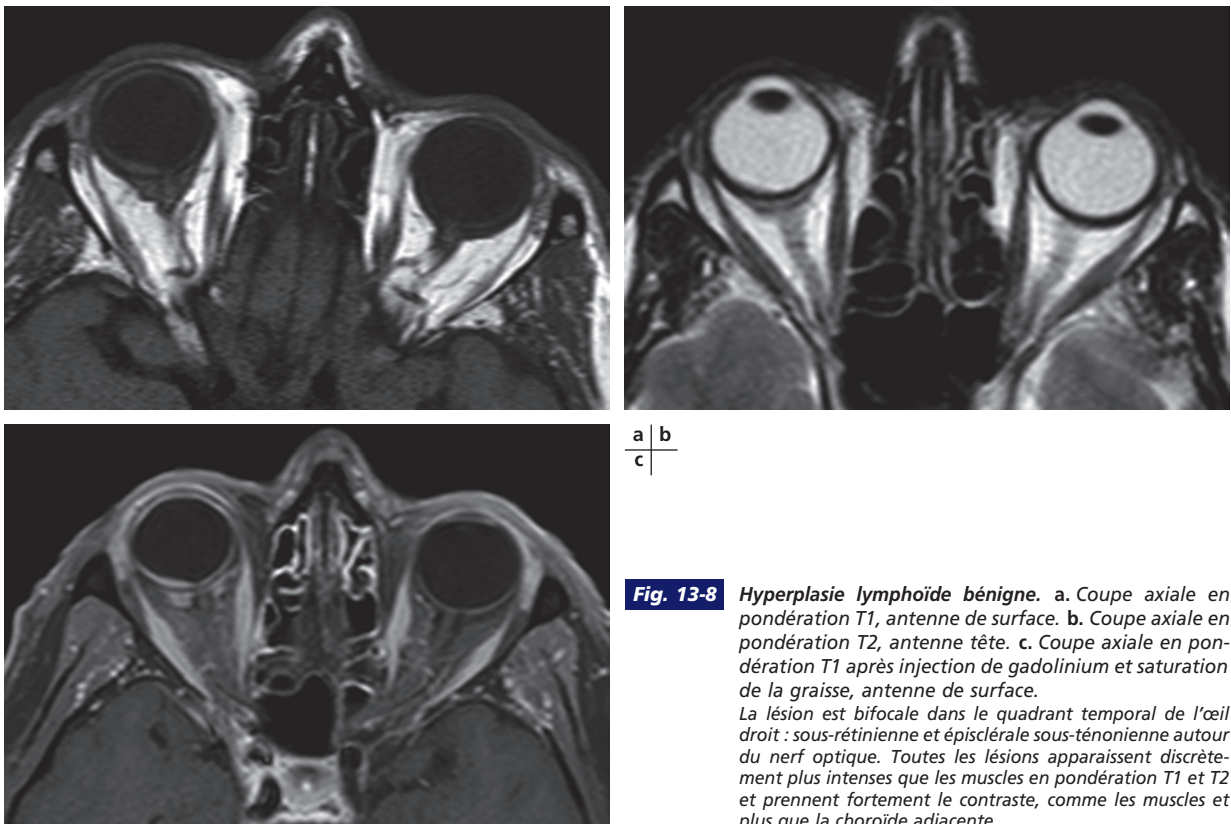 a b
c
Fig. 13-8 Hyperplasie lymphoïde bénigne. a. Coupe axiale en
pondération T1, antenne de surface. b. Coupe axiale en
pondération T2, antenne tête. c. Coupe axiale en pon-
dération T1 après injection de gadolinium et saturation
de la graisse, antenne de surface.
La lésion est bifocale dans le quadrant temporal de l’œil
droit : sous-rétinienne et épisclérale sous-ténonienne autour
du nerf optique. Toutes les lésions apparaissent discrète-
ment plus intenses que les muscles en pondération T1 et T2
et prennent fortement le contraste, comme les muscles et
plus que la choroïde adjacente.